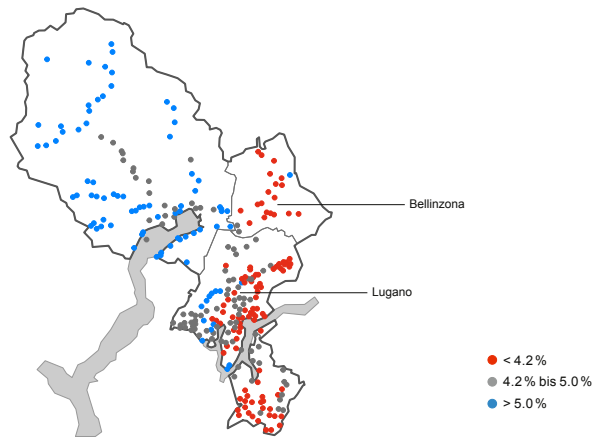 Bellinzona
Lugano
< 4.2 %
4.2 % bis 5.0 %
> 5.0 %